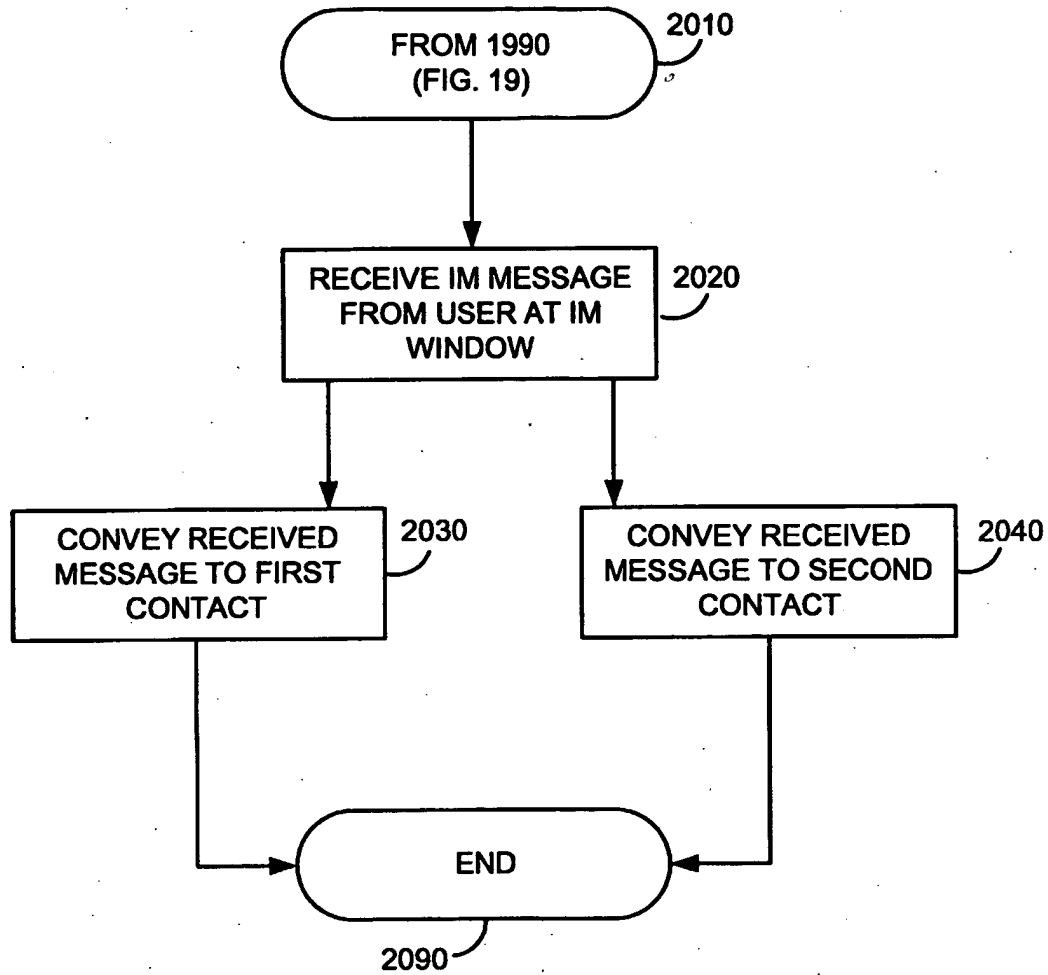 FROM 1990
(FIG. 19)
2010
RECEIVE IM MESSAGE
FROM USER AT IM
WINDOW
2020
CONVEY RECEIVED
MESSAGE TO FIRST
CONTACT
2030
CONVEY RECEIVED
MESSAGE TO SECOND
CONTACT
2040
END
2090